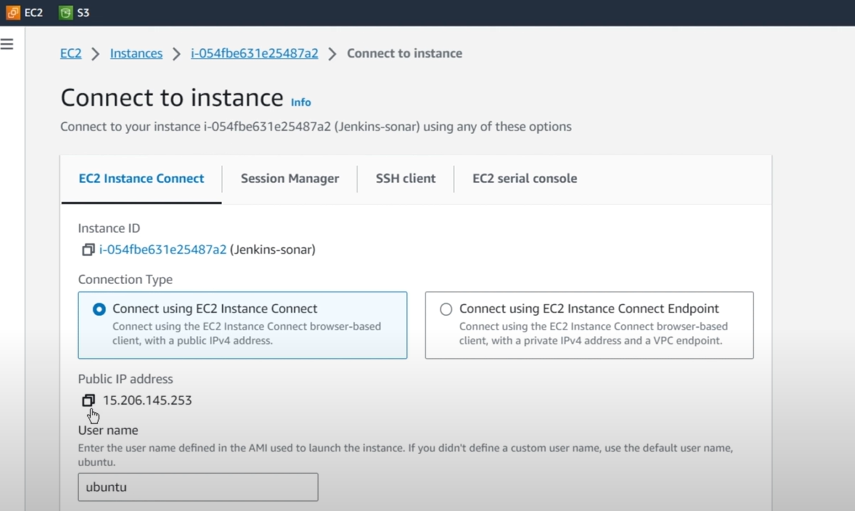 EC2 S3
EC2 > Instances > i-054fbe631e25487a2 > Connect to instance
Connect to instance Info
Connect to your instance i-054fbe631e25487a2 (Jenkins-sonar) using any of these options
EC2 Instance Connect Session Manager SSH client EC2 serial console
Instance ID
i-054fbe631e25487a2 (Jenkins-sonar)
Connection Type
Connect using EC2 Instance Connect
Connect using the EC2 Instance Connect browser-based
client, with a public IPv4 address.
Connect using EC2 Instance Connect Endpoint
Connect using the EC2 Instance Connect browser-based
client, with a private IPv4 address and a VPC endpoint.
Public IP address
15.206.145.253
User name
Enter the user name defined in the AMI used to launch the instance. If you didn't define a custom user name, use the default user name,
ubuntu.
ubuntu